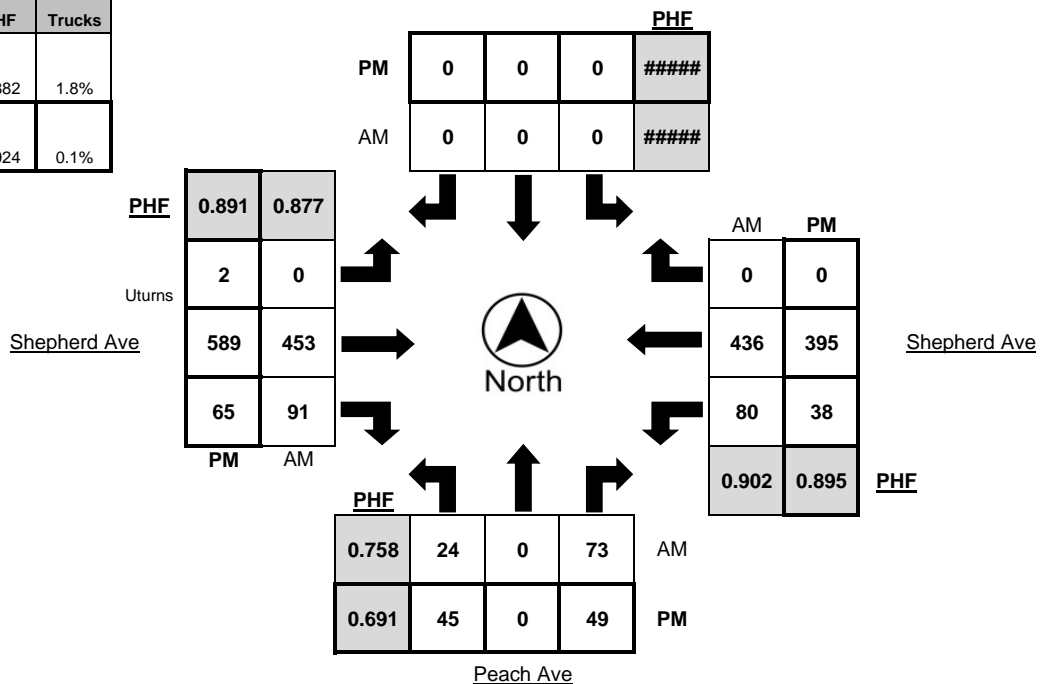 Trucks
1.8%
0.1%
PHF
PM 0 0 0 #####
AM 0 0 0 #####
PHF 0.891 0.877
AM PM
2 0
0 0
Uturns
Shepherd Ave 589 453
North
436 395 Shepherd Ave
65 91
80 38
PM AM
0.902 0.895 PHF
PHF
0.758 24 0 73 AM
0.691 45 0 49 PM
Peach Ave